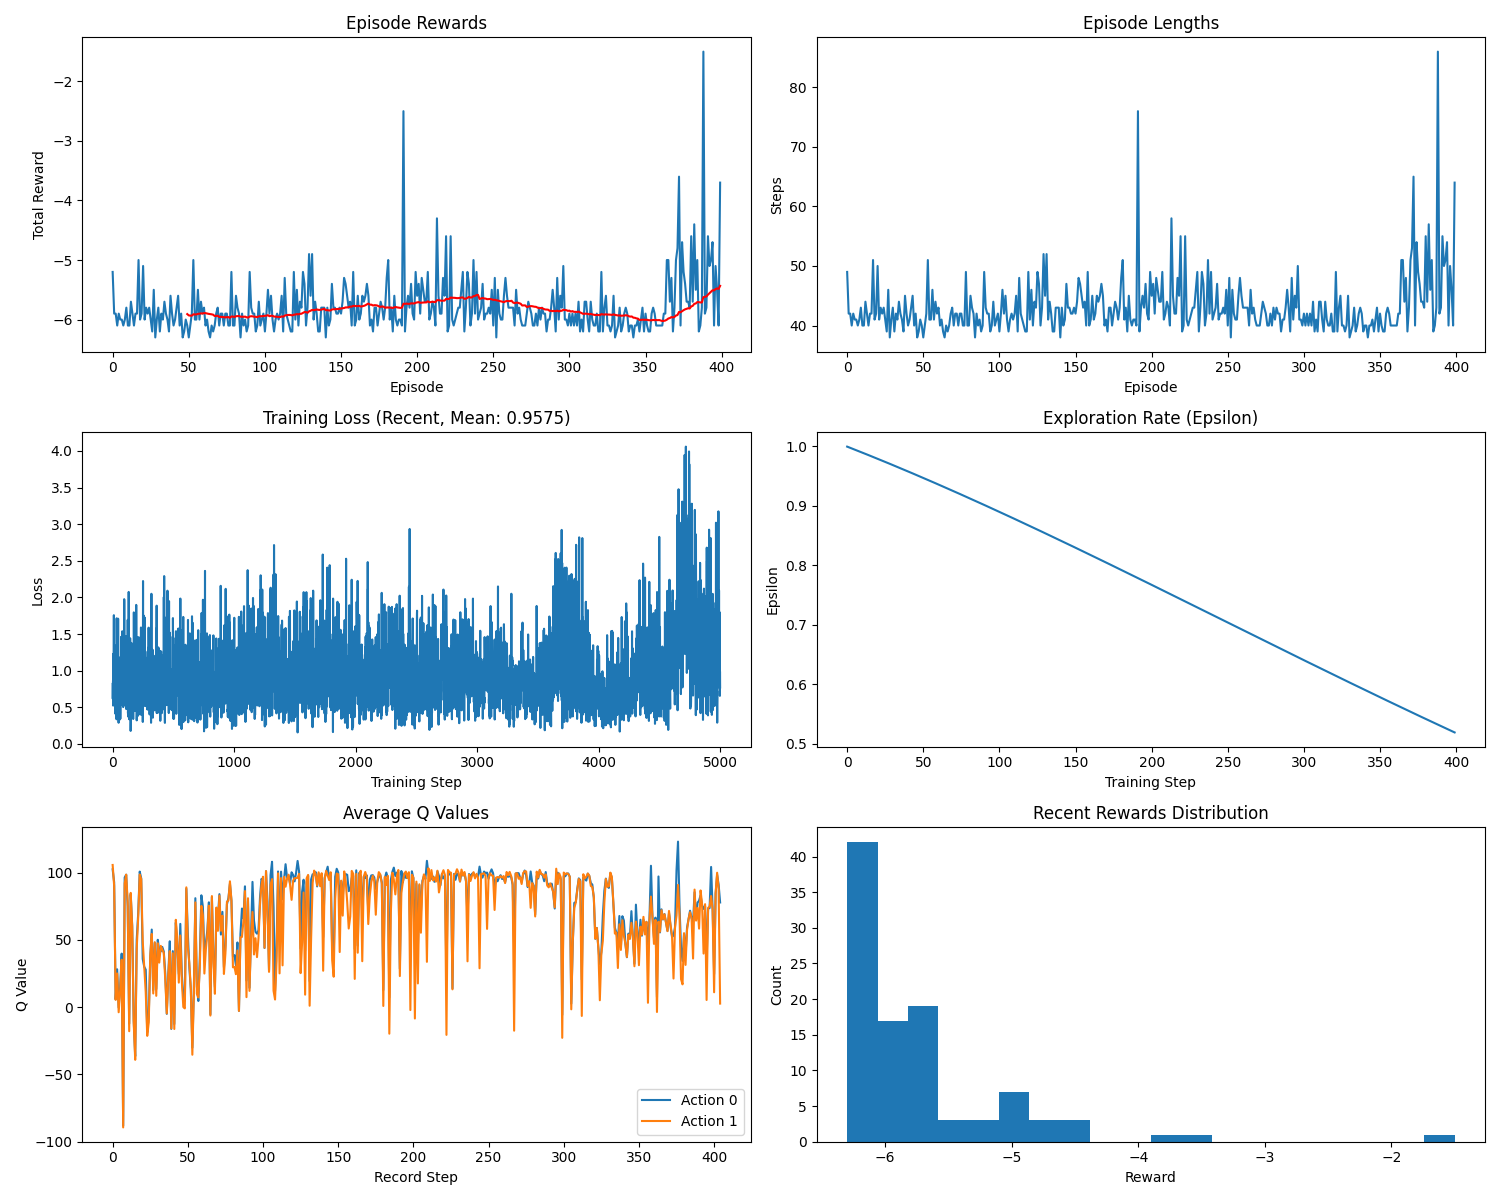 Episode Rewards
Total Reward
−2
−3
−4
−5
−6
0 50 100 150 200 250 300 350 400
Episode
Episode Lengths
Steps
80
70
60
50
40
0 50 100 150 200 250 300 350 400
Episode
Training Loss (Recent, Mean: 0.9575)
Loss
4.0
3.5
3.0
2.5
2.0
1.5
1.0
0.5
0.0
0 1000 2000 3000 4000 5000
Training Step
Exploration Rate (Epsilon)
Epsilon
1.0
0.9
0.8
0.7
0.6
0.5
0 50 100 150 200 250 300 350 400
Training Step
Average Q Values
Q Value
100
50
0
−50
−100
Action 0
Action 1
0 50 100 150 200 250 300 350 400
Record Step
Recent Rewards Distribution
Count
40
35
30
25
20
15
10
5
0
−6 −5 −4 −3 −2
Reward